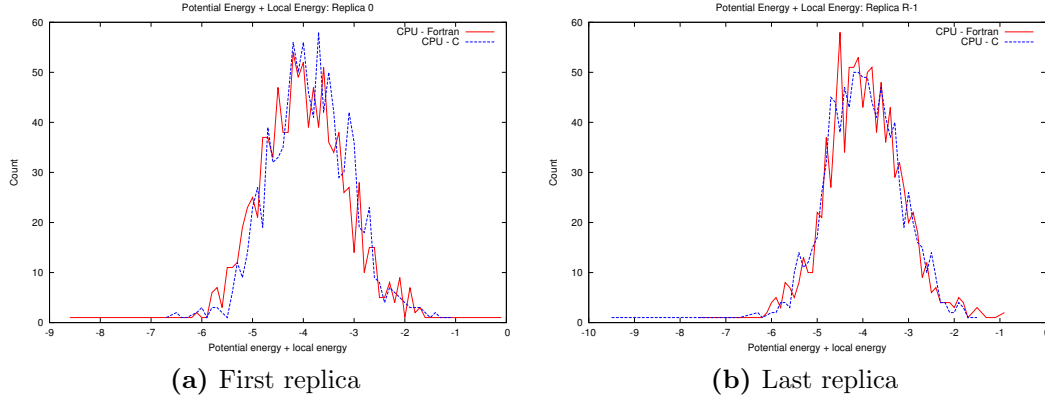 Potential Energy + Local Energy: Replica 0
CPU - Fortran
CPU - C
60
50
40
30
20
10
0
Count
-9 -8 -7 -6 -5 -4 -3 -2 -1 0
Potential energy + local energy
(a) First replica
Potential Energy + Local Energy: Replica R-1
CPU - Fortran
CPU - C
60
50
40
30
20
10
0
Count
-10 -9 -8 -7 -6 -5 -4 -3 -2 -1 0
Potential energy + local energy
(b) Last replica